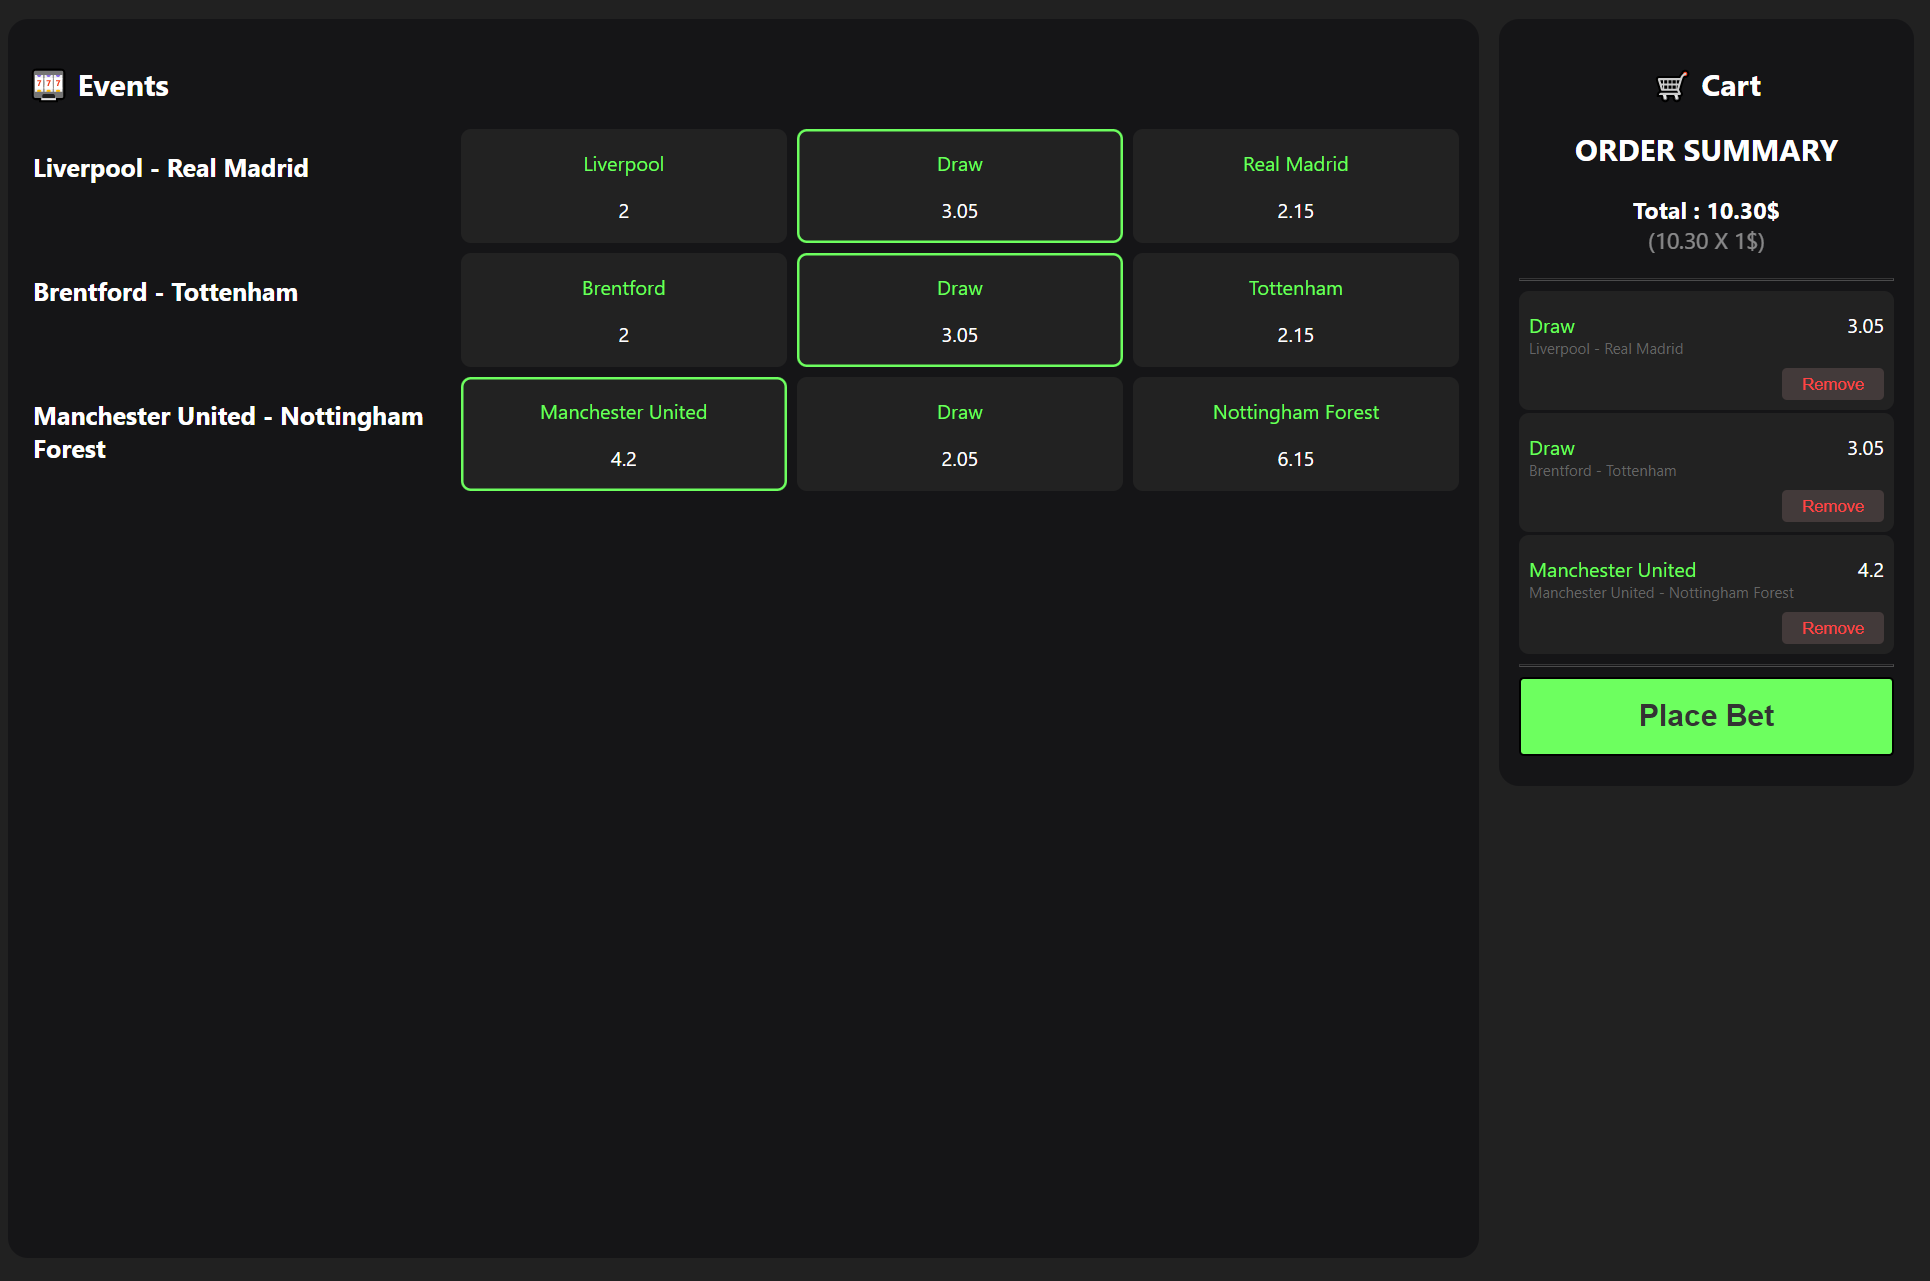 Events
Liverpool - Real Madrid
Liverpool
2
Draw
3.05
Real Madrid
2.15
Brentford - Tottenham
Brentford
2
Draw
3.05
Tottenham
2.15
Manchester United - Nottingham
Forest
Manchester United
4.2
Draw
2.05
Nottingham Forest
6.15
Cart
ORDER SUMMARY
Total : 10.30$
(10.30 X 1$)
Draw 3.05
Liverpool - Real Madrid
Remove
Draw 3.05
Brentford - Tottenham
Remove
Manchester United 4.2
Manchester United - Nottingham Forest
Remove
Place Bet